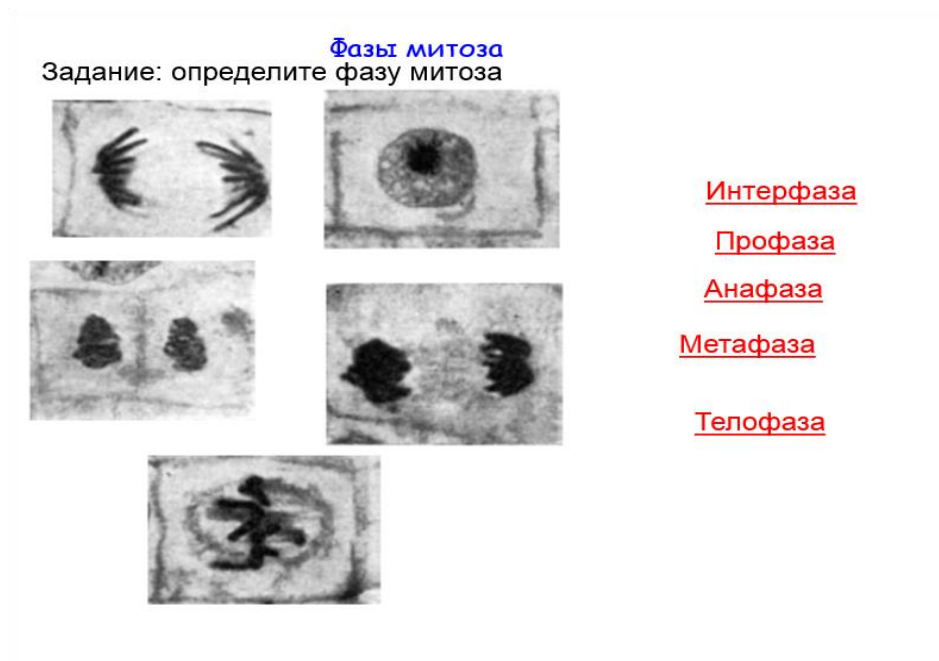 Фазы митоза
Задание: определите фазу митоза
Интерфаза
Профаза
Анафаза
Метафаза
Телофаза